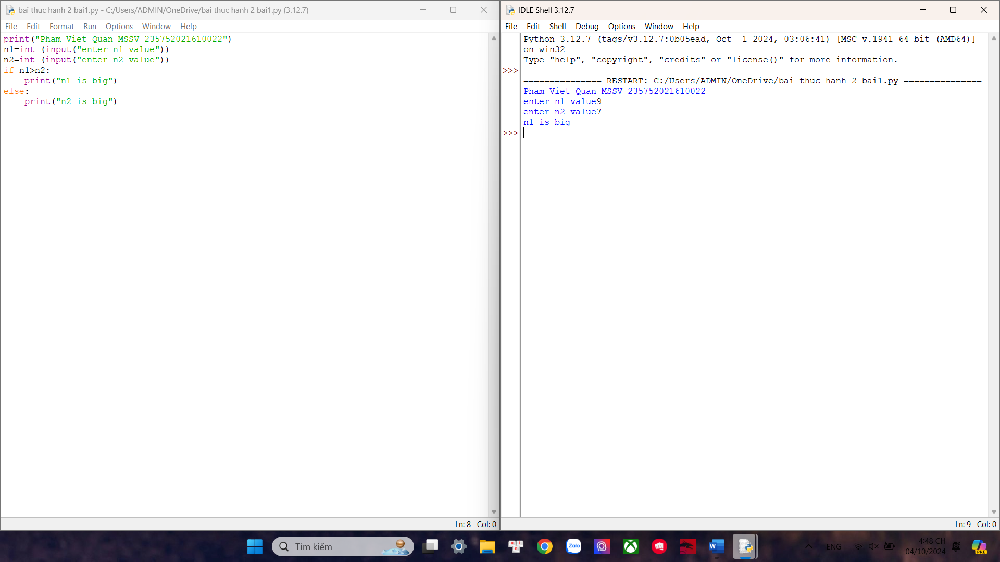 bai thuc hanh 2 bai1.py - C:/Users/ADMIN/OneDrive/bai thuc hanh 2 bai1.py (3.12.7)
File Edit Format Run Options Window Help
print("Pham Viet Quan MSSV 235752021610022")
n1=int (input("enter n1 value"))
n2=int (input("enter n2 value"))
if n1>n2:
    print("n1 is big")
else:
    print("n2 is big")
Ln: 8 Col: 0
IDLE Shell 3.12.7
File Edit Shell Debug Options Window Help
Python 3.12.7 (tags/v3.12.7:0b05ead, Oct  1 2024, 03:06:41) [MSC v.1941 64 bit (AMD64)]
on win32
Type "help", "copyright", "credits" or "license()" for more information.
>>>
=============== RESTART: C:/Users/ADMIN/OneDrive/bai thuc hanh 2 bai1.py ===============
Pham Viet Quan MSSV 235752021610022
enter n1 value9
enter n2 value7
n1 is big
>>>
Ln: 9 Col: 0
Tìm kiếm
Zalo
W
ENG
4:48 CH
04/10/2024
PRE